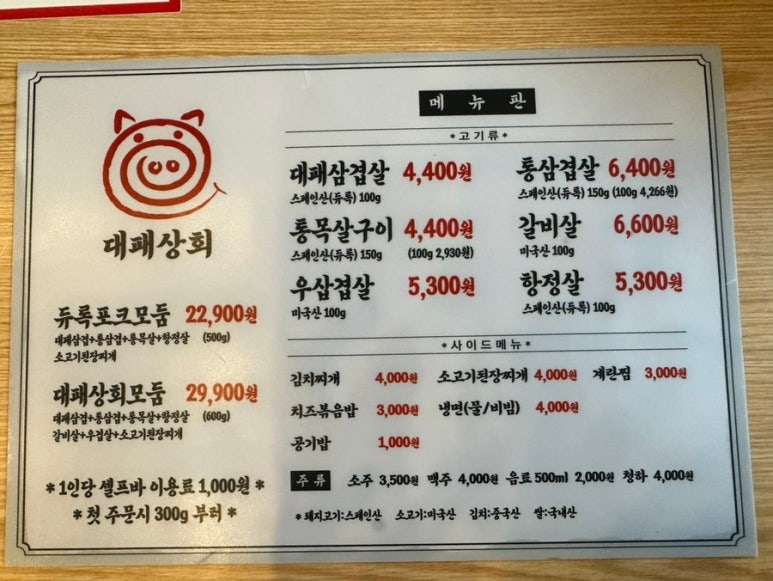 대패상회
듀록포크모둠 22,900원
대패삼겹+통삼겹+통목살+항정살 (500g)
소고기된장찌개
대패상회모둠 29,900원
대패삼겹+통삼겹+통목살+항정살 (600g)
갈비살+우겹살+소고기된장찌개
*1인당 셀프바 이용료 1,000원*
*첫 주문시 300g 부터*
메뉴판
*고기류*
대패삼겹살 4,400원 통삼겹살 6,400원
스페인산(듀록) 100g 스페인산(듀록) 150g (100g 4,266원)
통목살구이 4,400원 갈비살 6,600원
스페인산(듀록) 150g (100g 2,930원) 미국산 100g
우삼겹살 5,300원 항정살 5,300원
미국산 100g 스페인산(듀록) 100g
*사이드메뉴*
김치찌개 4,000원 소고기된장찌개 4,000원 계란찜 3,000원
치즈볶음밥 3,000원 냉면(물/비빔) 4,000원
공기밥 1,000원
주류 소주 3,500원 맥주 4,000원 음료 500ml 2,000원 청하 4,000원
*돼지고기:스페인산 소고기:미국산 김치:중국산 쌀:국내산